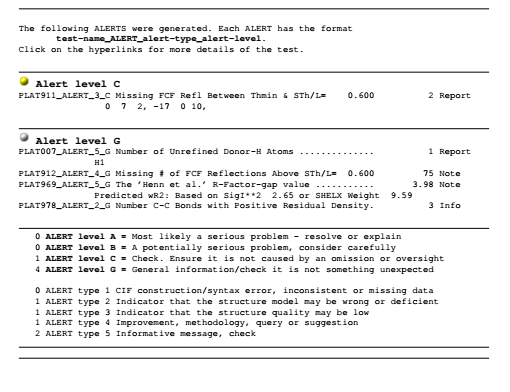 The following ALERTS were generated. Each ALERT has the format
test-name_ALERT_alert-type_alert-level.
Click on the hyperlinks for more details of the test.
Alert level C
PLAT911_ALERT_3_C Missing FCF Refl Between Thmin & STh/L= 0.600 2 Report
0 7 2, -17 0 10,
Alert level G
PLAT007_ALERT_5_G Number of Unrefined Donor-H Atoms .............. 1 Report
H1
PLAT912_ALERT_4_G Missing # of FCF Reflections Above STh/L= 0.600 75 Note
PLAT969_ALERT_5_G The 'Henn et al.' R-Factor-gap value ........... 3.98 Note
Predicted wR2: Based on SigI**2 2.65 or SHELX Weight 9.59
PLAT978_ALERT_2_G Number C-C Bonds with Positive Residual Density. 3 Info
0 ALERT level A = Most likely a serious problem - resolve or explain
0 ALERT level B = A potentially serious problem, consider carefully
1 ALERT level C = Check. Ensure it is not caused by an omission or oversight
4 ALERT level G = General information/check it is not something unexpected
0 ALERT type 1 CIF construction/syntax error, inconsistent or missing data
1 ALERT type 2 Indicator that the structure model may be wrong or deficient
1 ALERT type 3 Indicator that the structure quality may be low
1 ALERT type 4 Improvement, methodology, query or suggestion
2 ALERT type 5 Informative message, check